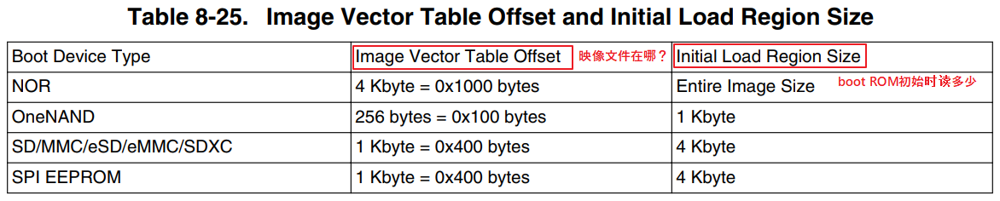 Table 8-25. Image Vector Table Offset and Initial Load Region Size
Boot Device Type Image Vector Table Offset 映像文件在哪？ Initial Load Region Size
NOR 4 Kbyte = 0x1000 bytes Entire Image Size boot ROM初始时读多少
OneNAND 256 bytes = 0x100 bytes 1 Kbyte
SD/MMC/eSD/eMMC/SDXC 1 Kbyte = 0x400 bytes 4 Kbyte
SPI EEPROM 1 Kbyte = 0x400 bytes 4 Kbyte